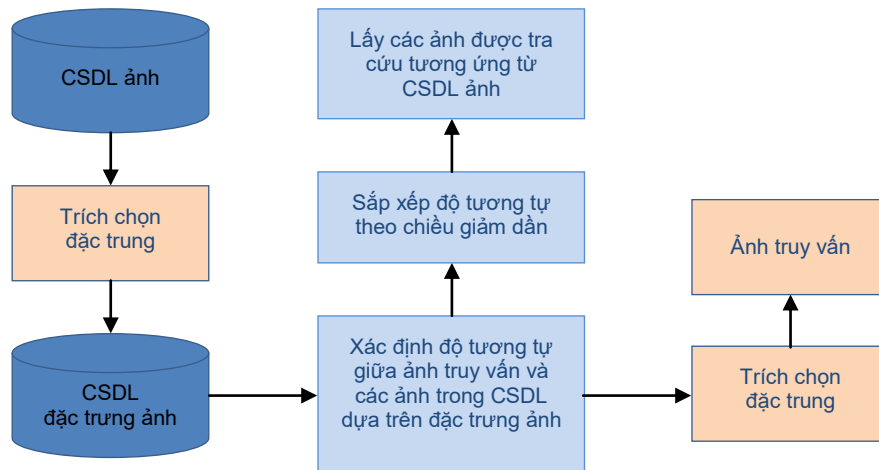 CSDL ảnh
Trích chọn
đặc trung
CSDL
đặc trưng ảnh
Lấy các ảnh được tra
cứu tương ứng từ
CSDL ảnh
Sắp xếp độ tương tự
theo chiều giảm dần
Xác định độ tương tự
giữa ảnh truy vấn và
các ảnh trong CSDL
dựa trên đặc trưng ảnh
Ảnh truy vấn
Trích chọn
đặc trung